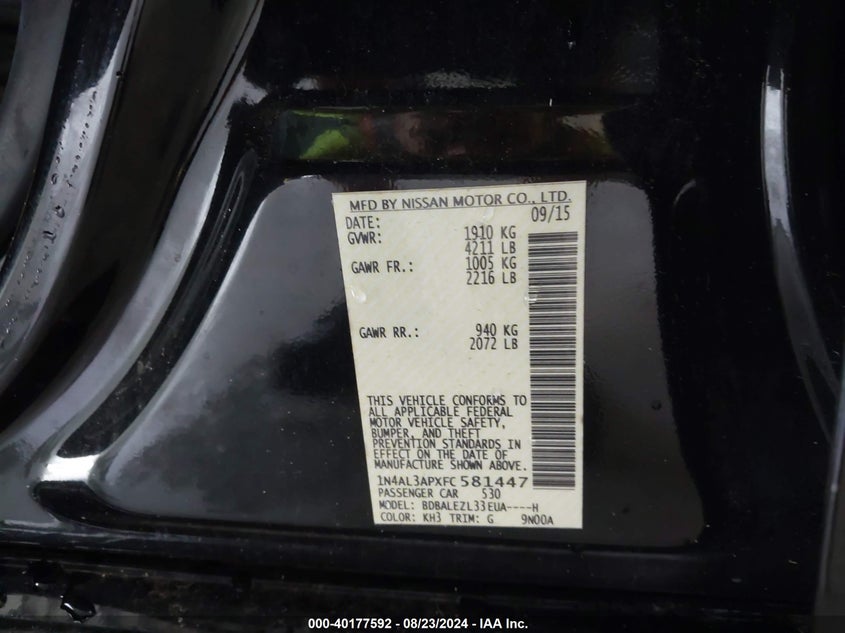 MFD BY NISSAN MOTOR CO., LTD.
DATE: 09/15
GVWR: 1910 KG
4211 LB
GAWR FR.: 1005 KG
2216 LB
GAWR RR.: 940 KG
2072 LB
THIS VEHICLE CONFORMS TO
ALL APPLICABLE FEDERAL
MOTOR VEHICLE SAFETY,
BUMPER, AND THEFT
PREVENTION STANDARDS IN
EFFECT ON THE DATE OF
MANUFACTURE SHOWN ABOVE.
1N4AL3APXFC581447
PASSENGER CAR 530
MODEL: BDBALEZL33EUA----H
COLOR: KH3 TRIM: G 9N00A
000-40177592 - 08/23/2024 - IAA Inc.